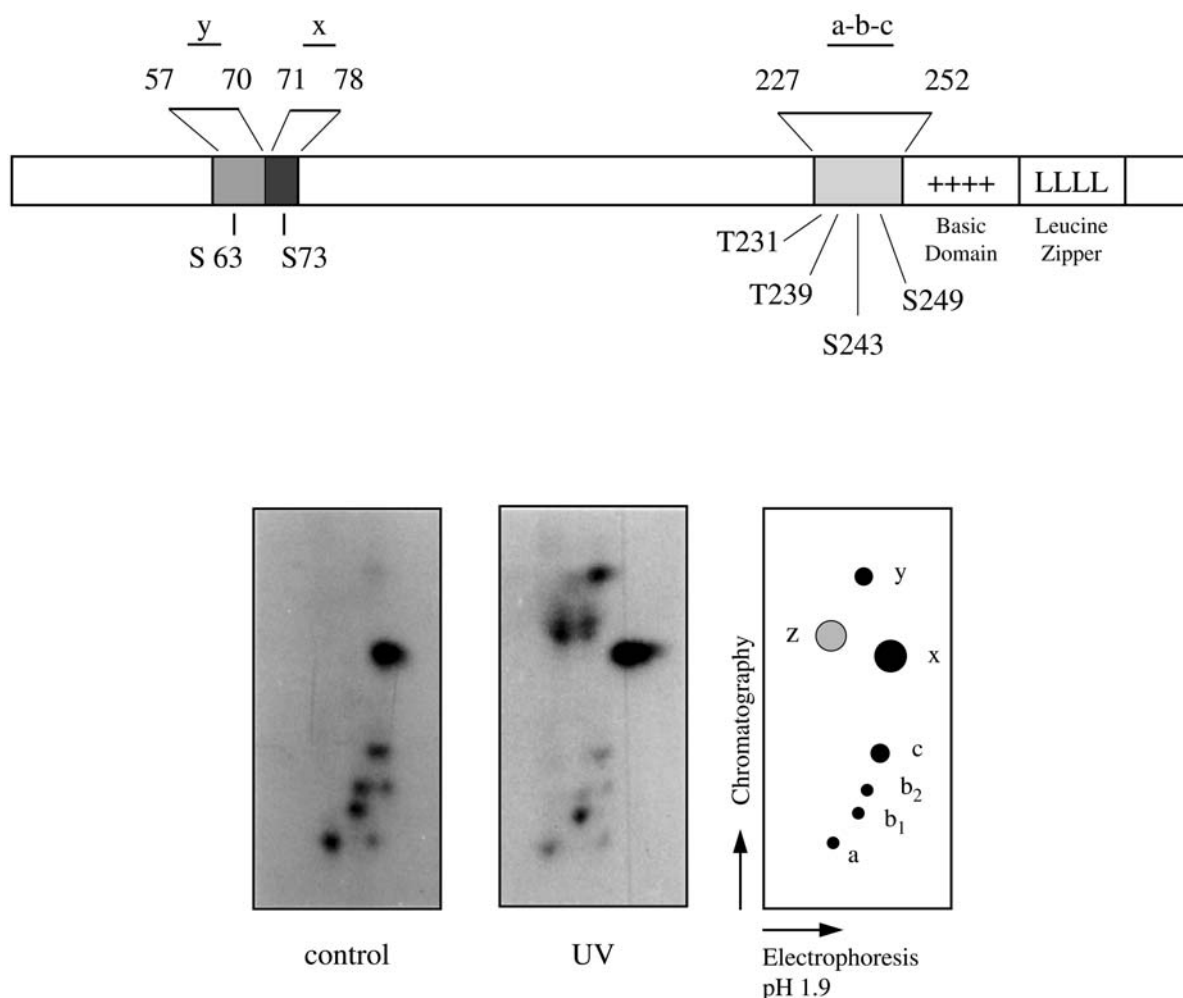 y x a-b-c
57 70 71 78 227 252
++++ LLLL
S 63 S73 T231 Basic Leucine
Domain Zipper
T239 S249
S243
y
z
x
Chromatography
c
b2
b1
a
control UV Electrophoresis
pH 1.9